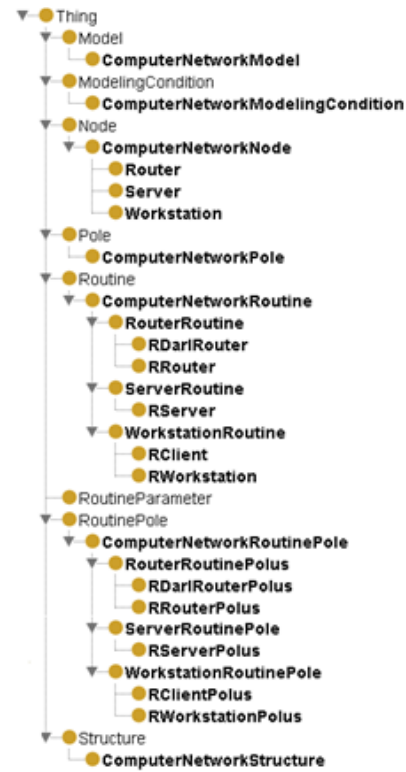 Thing
Model
ComputerNetworkModel
ModelingCondition
ComputerNetworkModelingCondition
Node
ComputerNetworkNode
Router
Server
Workstation
Pole
ComputerNetworkPole
Routine
ComputerNetworkRoutine
RouterRoutine
RDarlRouter
RRouter
ServerRoutine
RServer
WorkstationRoutine
RClient
RWorkstation
RoutineParameter
RoutinePole
ComputerNetworkRoutinePole
RouterRoutinePolus
RDarlRouterPolus
RRouterPolus
ServerRoutinePole
RServerPolus
WorkstationRoutinePole
RClientPolus
RWorkstationPolus
Structure
ComputerNetworkStructure